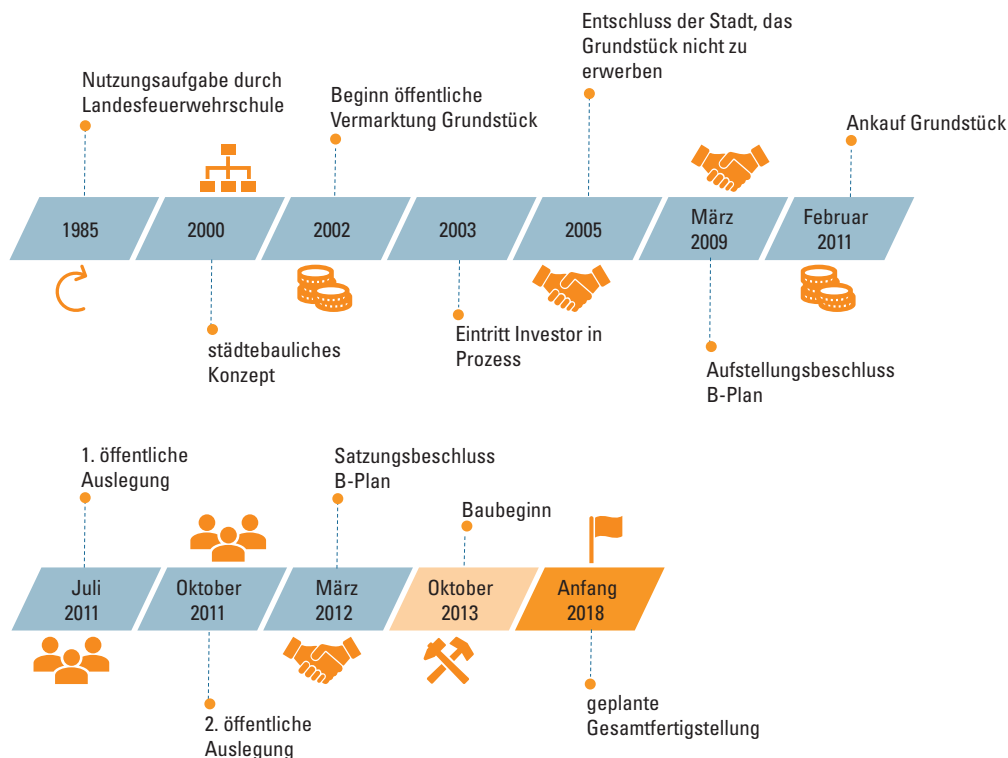 Nutzungsaufgabe durch
Landesfeuerwehrschule
1985
2000
städtebauliches
Konzept
Beginn öffentliche
Vermarktung Grundstück
2002
2003
Eintritt Investor in
Prozess
Entschluss der Stadt, das
Grundstück nicht zu
erwerben
2005
März
2009
Aufstellungsbeschluss
B-Plan
Ankauf Grundstück
Februar
2011
1. öffentliche
Auslegung
Juli
2011
Oktober
2011
2. öffentliche
Auslegung
Satzungsbeschluss
B-Plan
März
2012
Baubeginn
Oktober
2013
Anfang
2018
geplante
Gesamtfertigstellung